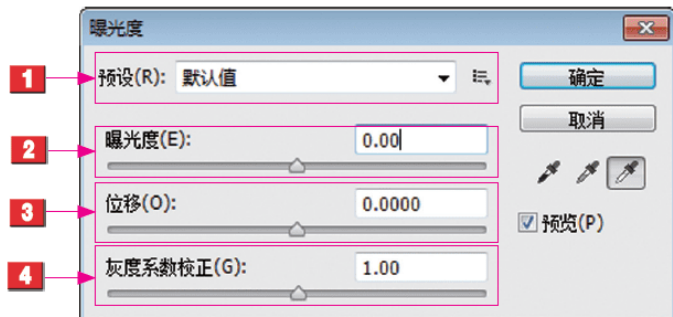 曝光度
1 预设(R): 默认值 确定
取消
2 曝光度(E): 0.00
3 位移(O): 0.0000
预览(P)
4 灰度系数校正(G): 1.00